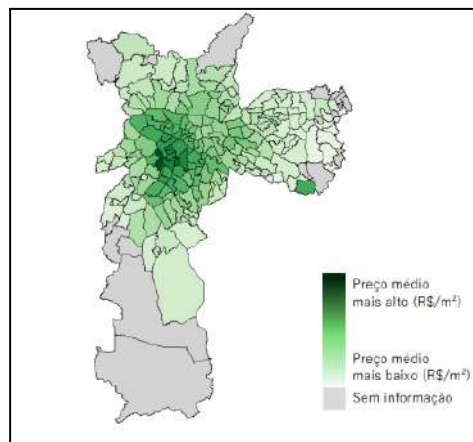 Preço médio
mais alto (R$/m²)
Preço médio
mais baixo (R$/m²)
Sem informação